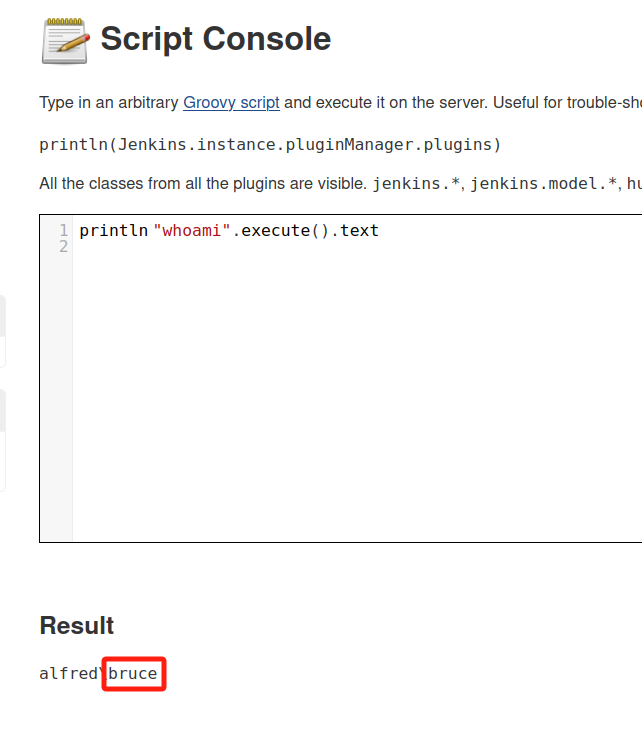 Script Console
Type in an arbitrary Groovy script and execute it on the server. Useful for trouble-sh
println(Jenkins.instance.pluginManager.plugins)
All the classes from all the plugins are visible. jenkins.*, jenkins.model.*, hu
1 println "whoami".execute().text
2
Result
alfred\bruce